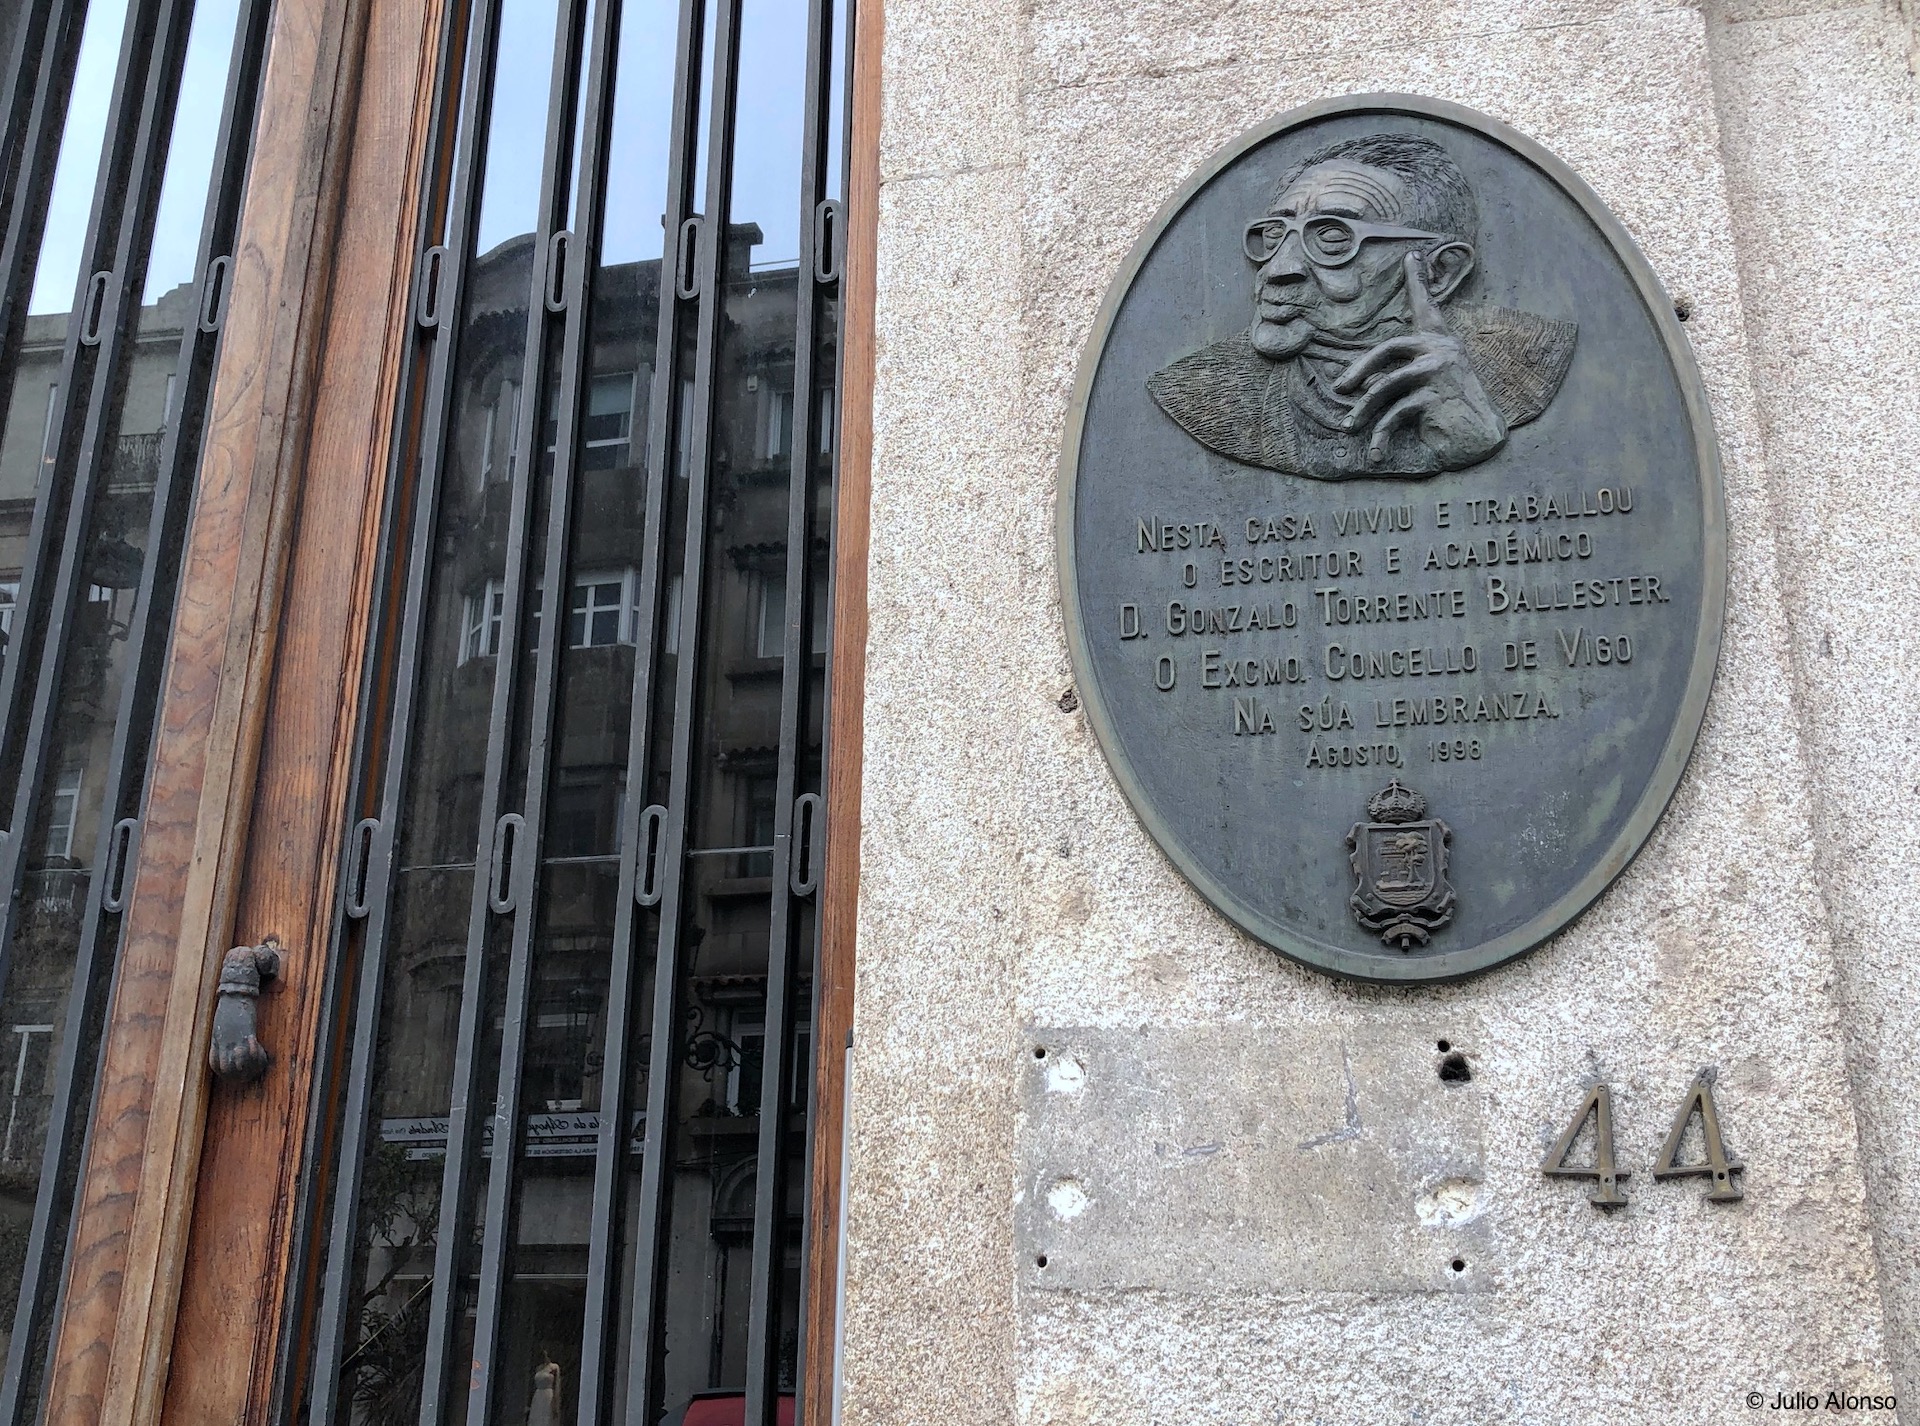 NESTA CASA VIVIU E TRABALLOU
O ESCRITOR E ACADÉMICO
D. GONZALO TORRENTE BALLESTER.
O EXCMO. CONCELLO DE VIGO
NA SÚA LEMBRANZA.
AGOSTO, 1998
44
© Julio Alonso